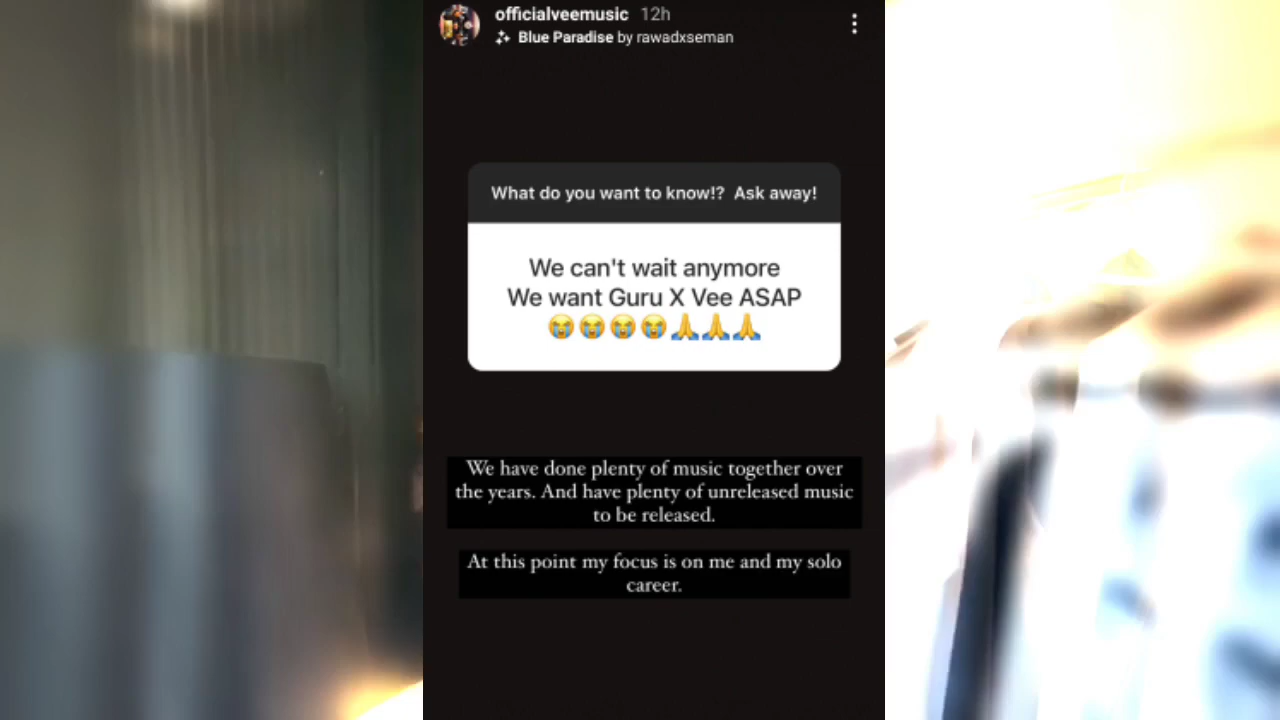 officialveemusic 12h
Blue Paradise by rawadxseman
What do you want to know!? Ask away!
We can't wait anymore
We want Guru X Vee ASAP
😭😭😭😭🙏🙏🙏
We have done plenty of music together over
the years. And have plenty of unreleased music
to be released.
At this point my focus is on me and my solo
career.